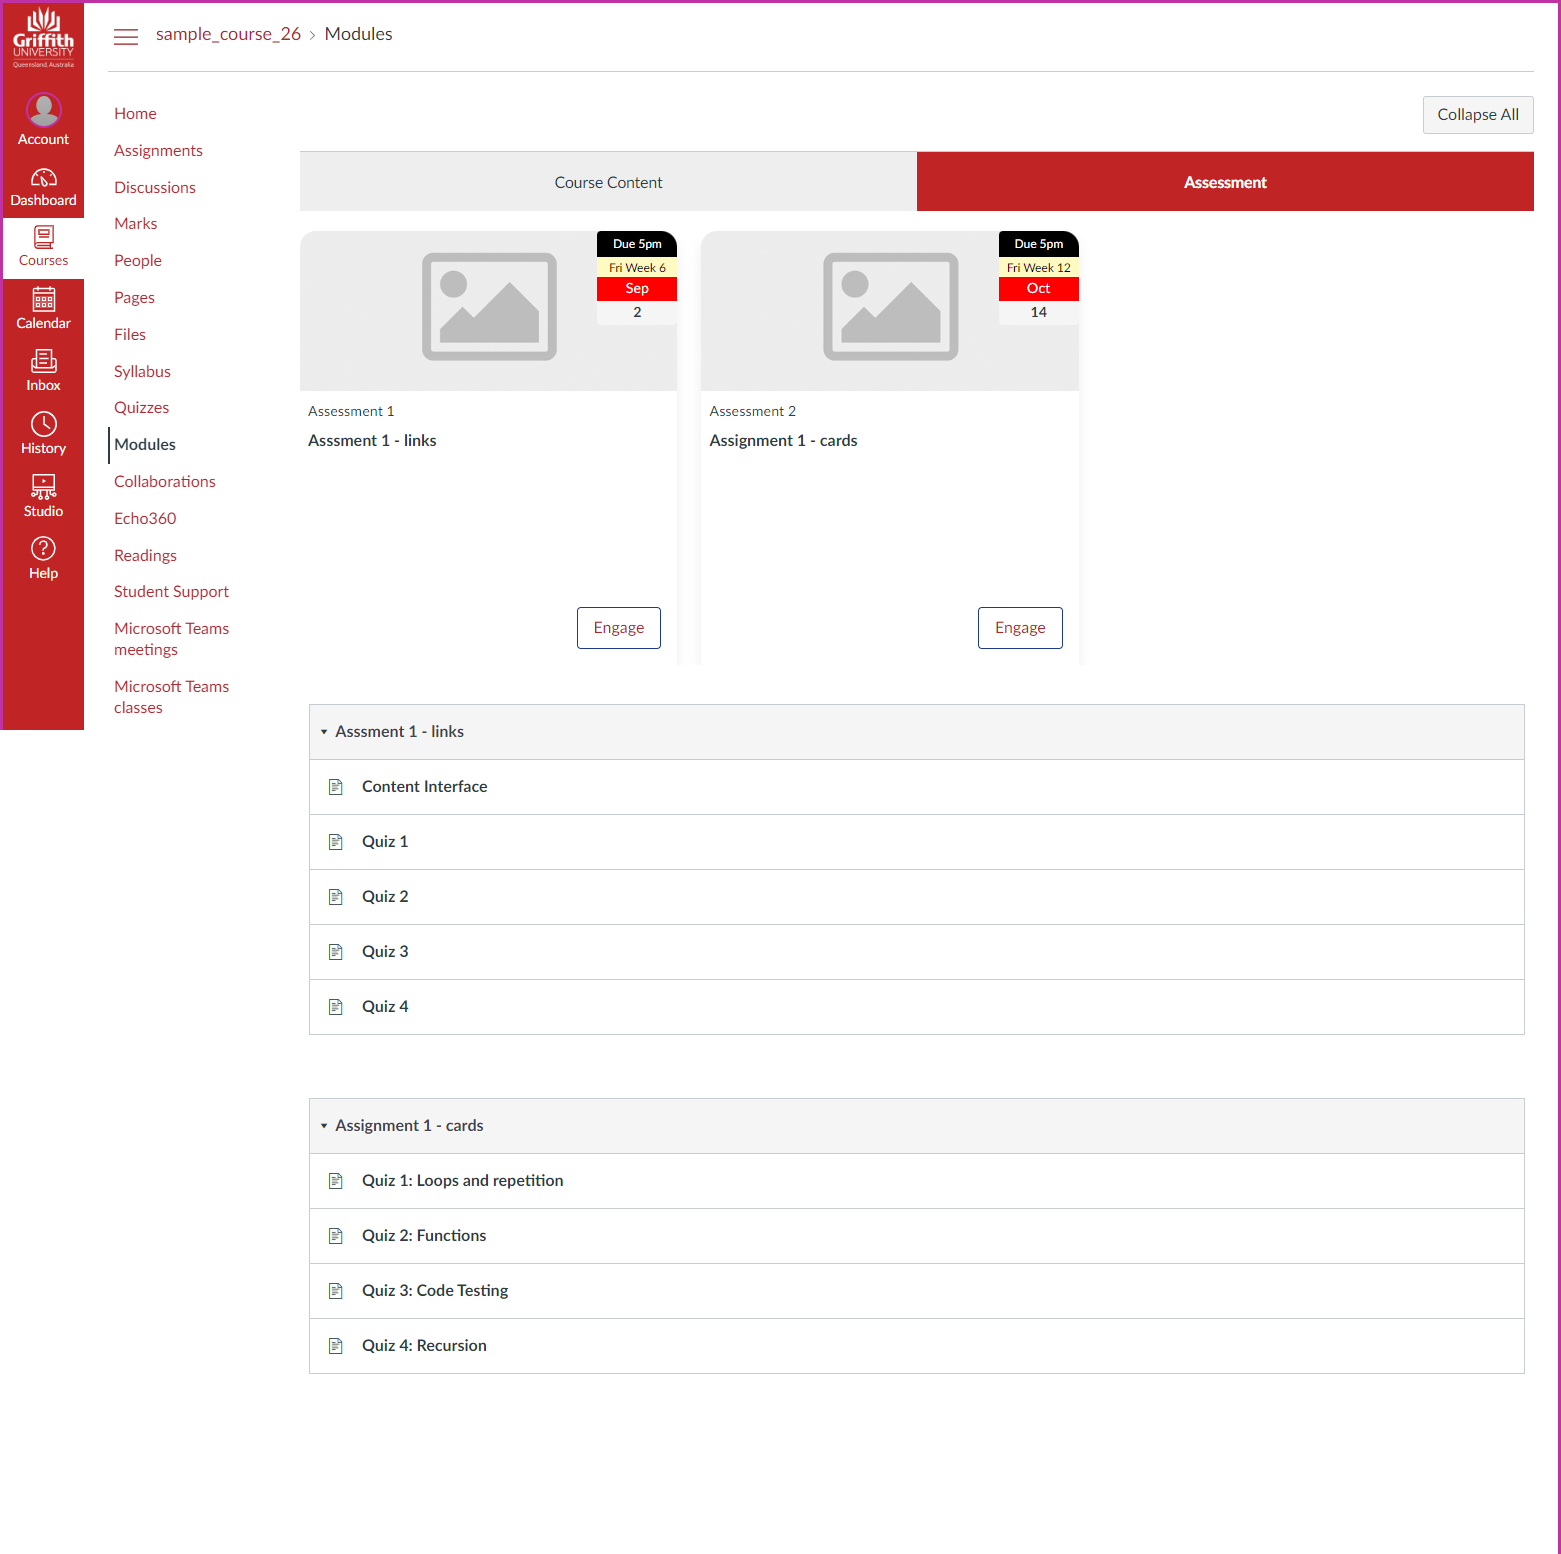 Griffith
UNIVERSITY
Queensland, Australia
Account
Dashboard
Courses
Calendar
Inbox
History
Studio
Help
sample_course_26 › Modules
Home
Assignments
Discussions
Marks
People
Pages
Files
Syllabus
Quizzes
Modules
Collaborations
Echo360
Readings
Student Support
Microsoft Teams
meetings
Microsoft Teams
classes
Collapse All
Course Content
Assessment
Due 5pm
Fri Week 6
Sep
2
Assessment 1
Asssment 1 - links
Engage
Due 5pm
Fri Week 12
Oct
14
Assessment 2
Assignment 1 - cards
Engage
Asssment 1 - links
Content Interface
Quiz 1
Quiz 2
Quiz 3
Quiz 4
Assignment 1 - cards
Quiz 1: Loops and repetition
Quiz 2: Functions
Quiz 3: Code Testing
Quiz 4: Recursion